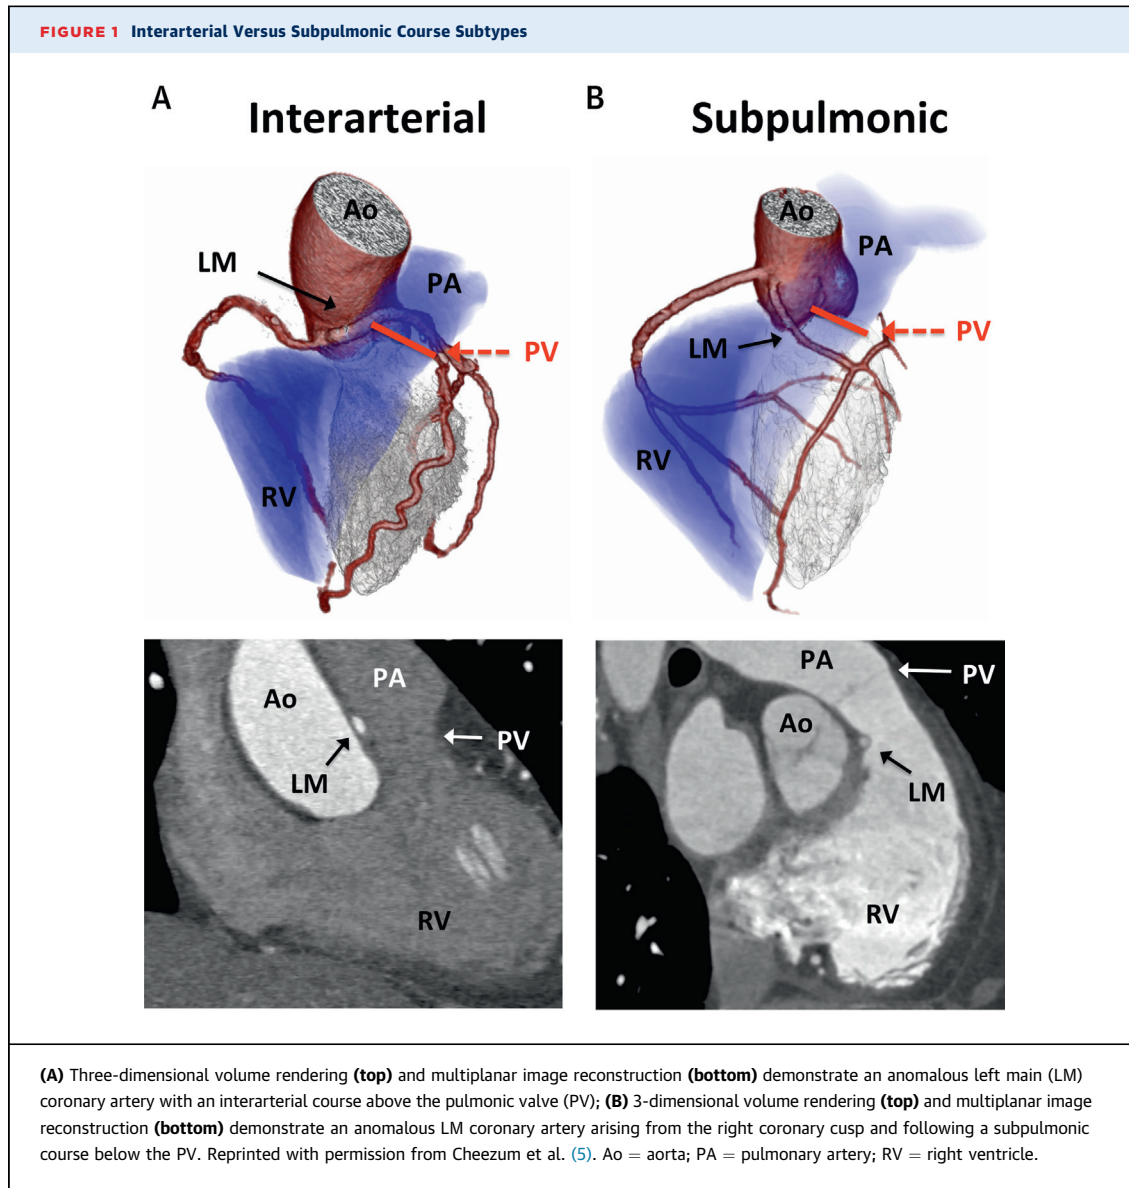 FIGURE 1 Interarterial Versus Subpulmonic Course Subtypes
A
Interarterial
B
Subpulmonic
Ao
LM
PA
PV
RV
Ao
PA
LM
PV
RV
Ao
PA
PV
LM
RV
PA
PV
Ao
LM
RV
(A) Three-dimensional volume rendering (top) and multiplanar image reconstruction (bottom) demonstrate an anomalous left main (LM)
coronary artery with an interarterial course above the pulmonic valve (PV); (B) 3-dimensional volume rendering (top) and multiplanar image
reconstruction (bottom) demonstrate an anomalous LM coronary artery arising from the right coronary cusp and following a subpulmonic
course below the PV. Reprinted with permission from Cheezum et al. (5). Ao = aorta; PA = pulmonary artery; RV = right ventricle.